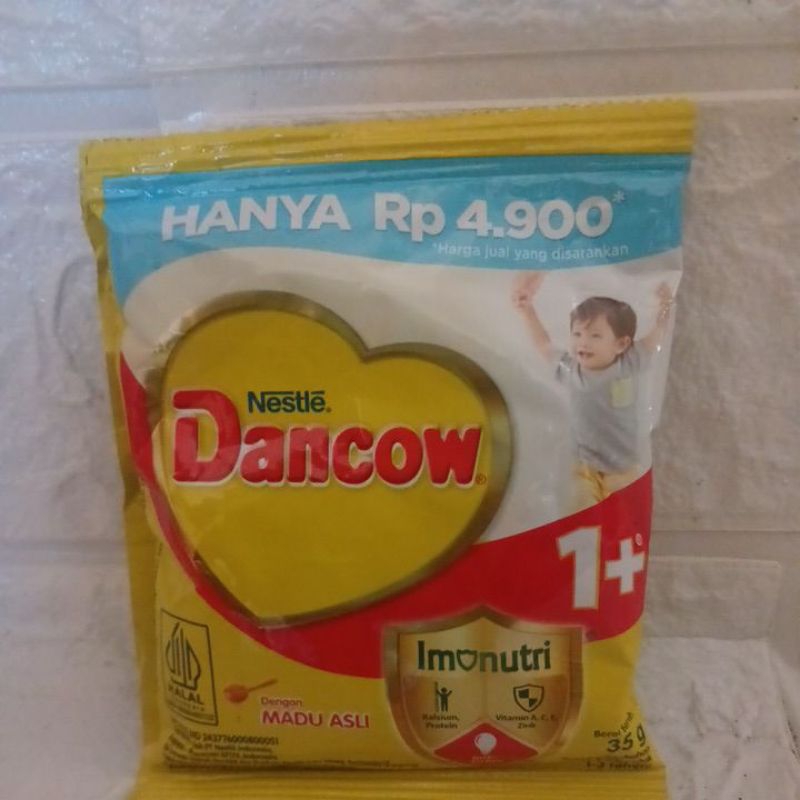 HANYA Rp 4.900*
*Harga jual yang disarankan
Nestlé®
Dancow®
1+
HALAL
Dengan
MADU ASLI
Imunutri
Kalsium,
Protein
Vitamin A, C, E,
Zink
35g